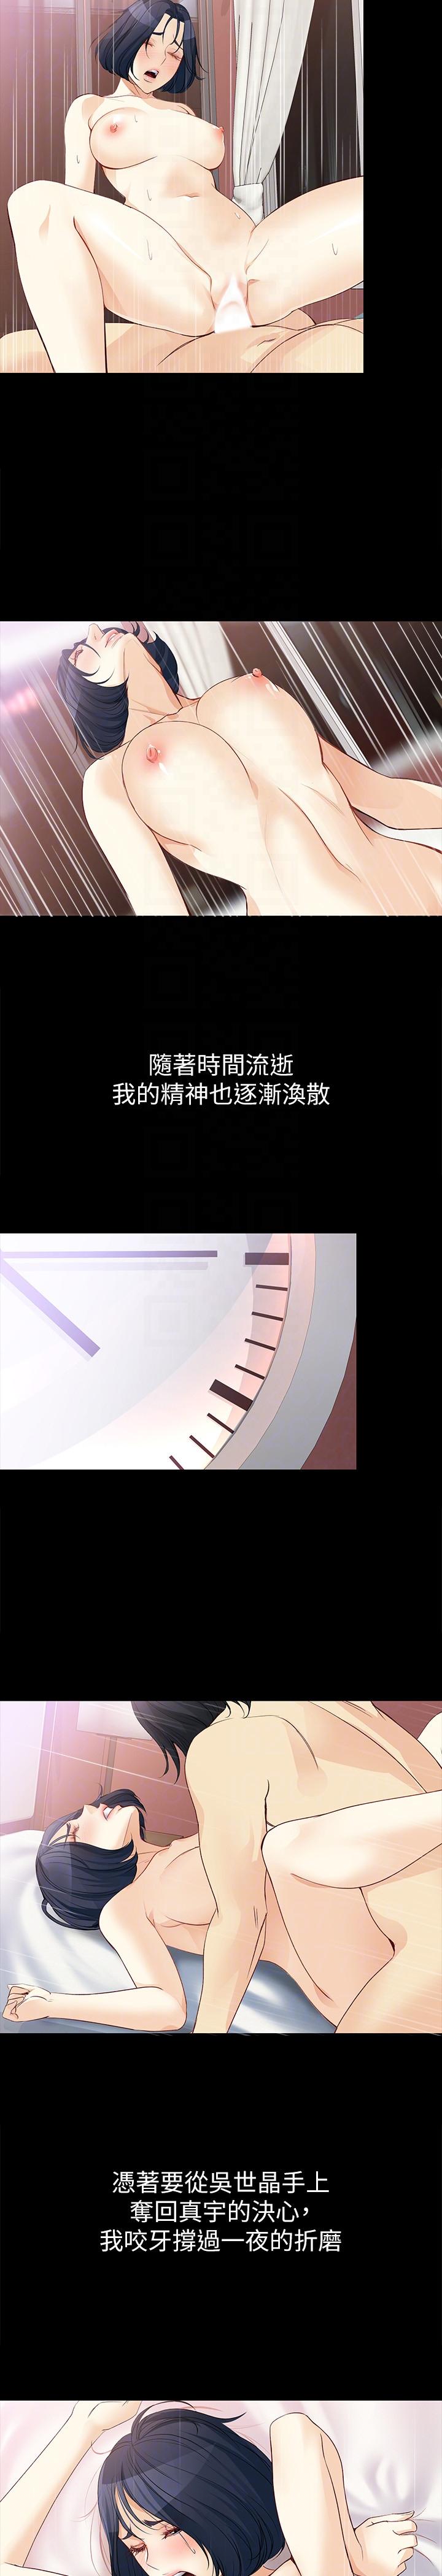 隨著時間流逝
我的精神也逐漸渙散
憑著要從吳世晶手上
奪回真宇的決心，
我咬牙撐過一夜的折磨